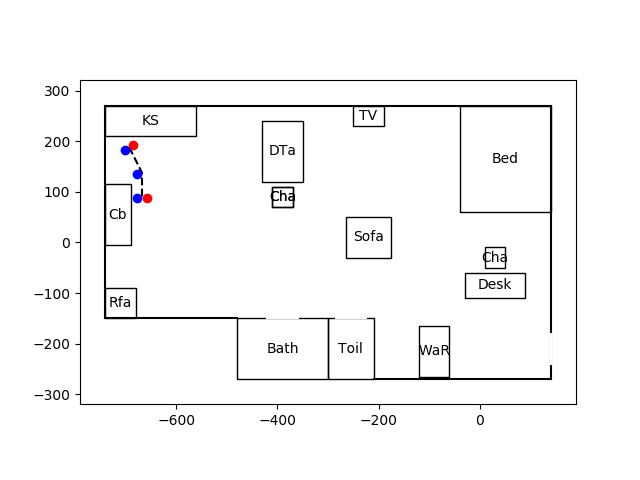 300
200
100
0
−100
−200
−300
−600
−400
−200
0
KS
TV
DTa
Bed
Cha
Cb
Sofa
Cha
Desk
Rfa
Bath
Toil
WaR